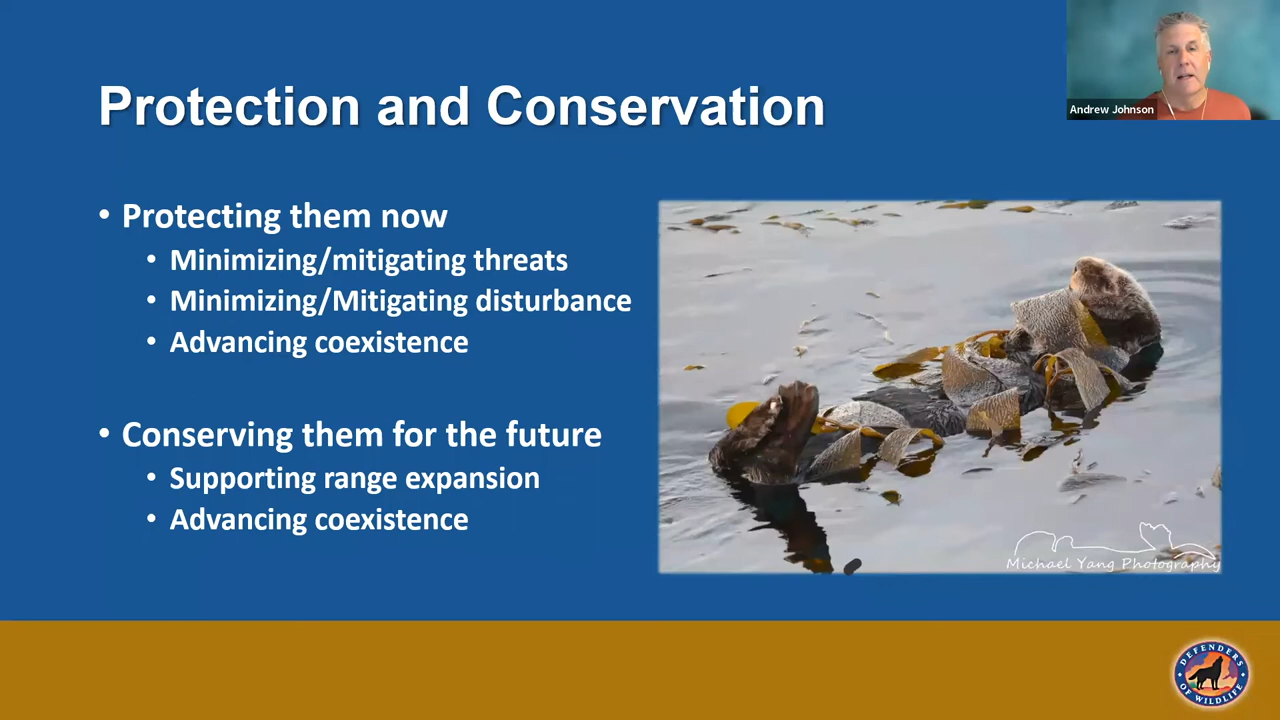 Protection and Conservation
Andrew Johnson
• Protecting them now
• Minimizing/mitigating threats
• Minimizing/Mitigating disturbance
• Advancing coexistence
• Conserving them for the future
• Supporting range expansion
• Advancing coexistence
Michael Yang Photography
DEFENDERS
OF WILDLIFE